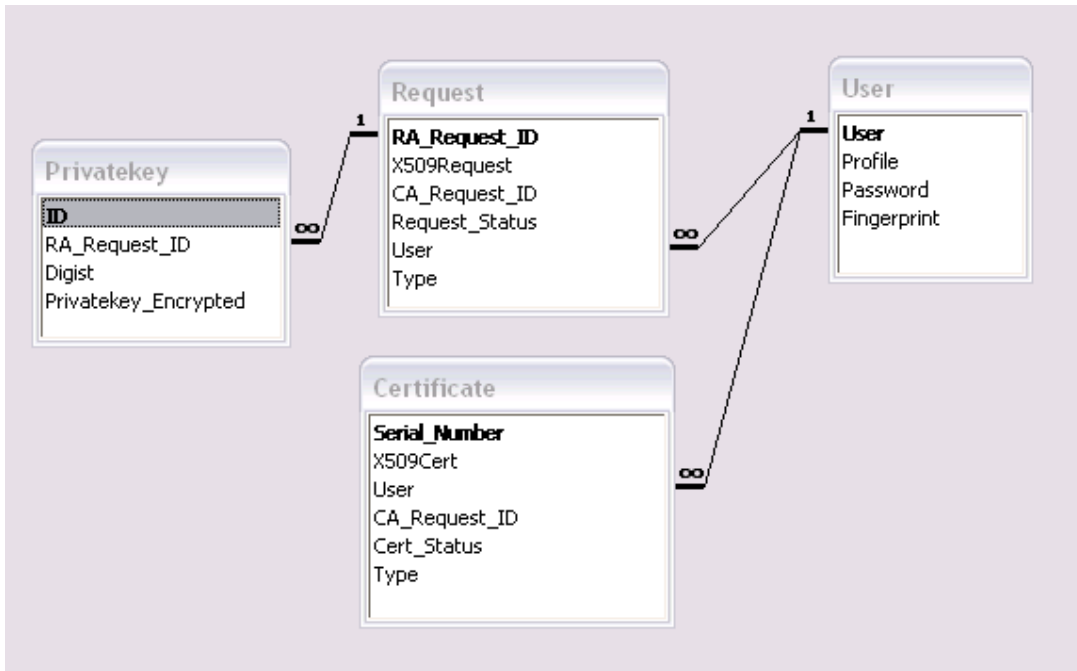 Privatekey
ID
RA_Request_ID
Digist
Privatekey_Encrypted
∞
1
Request
RA_Request_ID
X509Request
CA_Request_ID
Request_Status
User
Type
∞
1
User
User
Profile
Password
Fingerprint
Certificate
Serial_Number
X509Cert
User
CA_Request_ID
Cert_Status
Type
∞